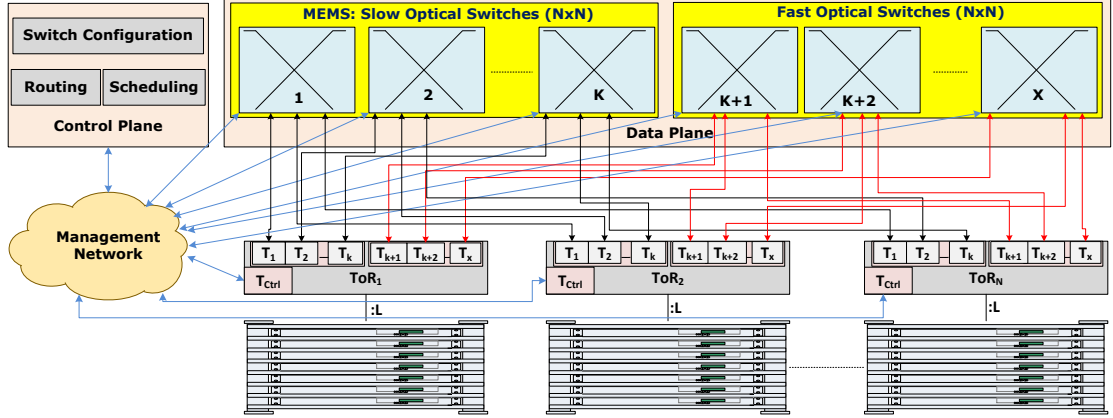 MEMS: Slow Optical Switches (NxN)
Fast Optical Switches (NxN)
Switch Configuration
Routing
Scheduling
Control Plane
1
2
K
K+1
K+2
X
Data Plane
Management
Network
T1 T2 Tk Tk+1 Tk+2 Tx
TCtrl
ToR1
T1 T2 Tk Tk+1 Tk+2 Tx
TCtrl
ToR2
T1 T2 Tk Tk+1 Tk+2 Tx
TCtrl
ToRN
:L
:L
:L